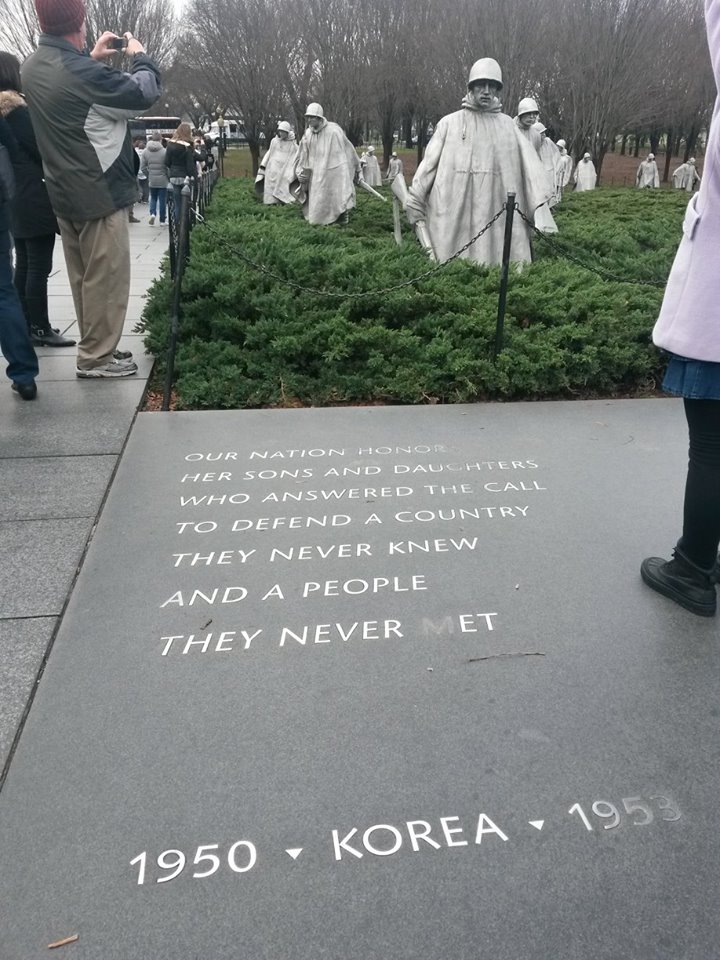 OUR NATION HONORS
HER SONS AND DAUGHTERS
WHO ANSWERED THE CALL
TO DEFEND A COUNTRY
THEY NEVER KNEW
AND A PEOPLE
THEY NEVER MET
1950 ▾ KOREA ▾ 1953